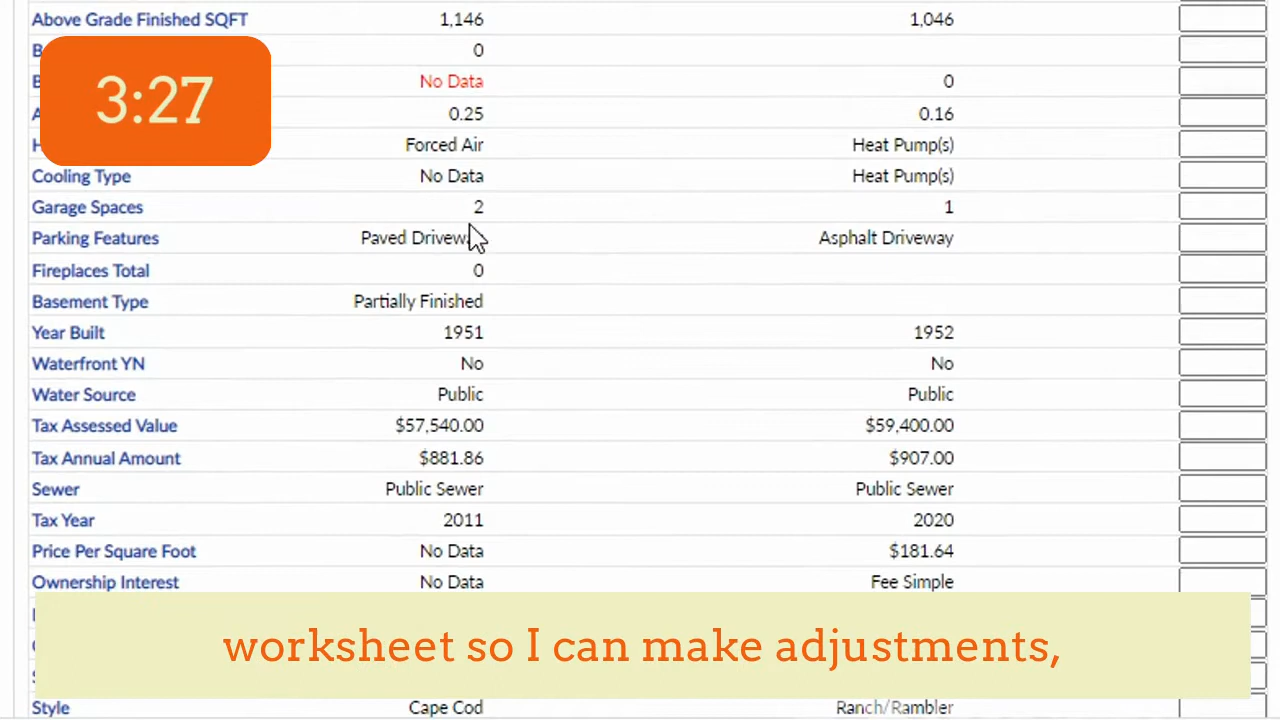 Above Grade Finished SQFT 1,146 1,046
B 0
3:27
B No Data 0
A 0.25 0.16
H Forced Air Heat Pump(s)
Cooling Type No Data Heat Pump(s)
Garage Spaces 2 1
Parking Features Paved Drivew Asphalt Driveway
Fireplaces Total 0
Basement Type Partially Finished
Year Built 1951 1952
Waterfront YN No No
Water Source Public Public
Tax Assessed Value $57,540.00 $59,400.00
Tax Annual Amount $881.86 $907.00
Sewer Public Sewer Public Sewer
Tax Year 2011 2020
Price Per Square Foot No Data $181.64
Ownership Interest No Data Fee Simple
worksheet so I can make adjustments,
Style Cape Cod Ranch/Rambler